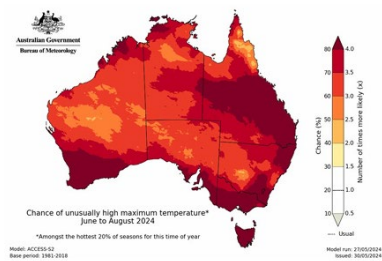 Australian Government
Bureau of Meteorology
80
70
60
50
40
30
20
10
4.0
3.5
3.0
2.5
2.0
1.5
1.0
0.5
Chance (%)
Number of times more likely (x)
Usual
Chance of unusually high maximum temperature*
June to August 2024
*Amongst the hottest 20% of seasons for this time of year
Model: ACCESS-S2
Base period: 1981-2018
Model run: 27/05/2024
Issued: 30/05/2024